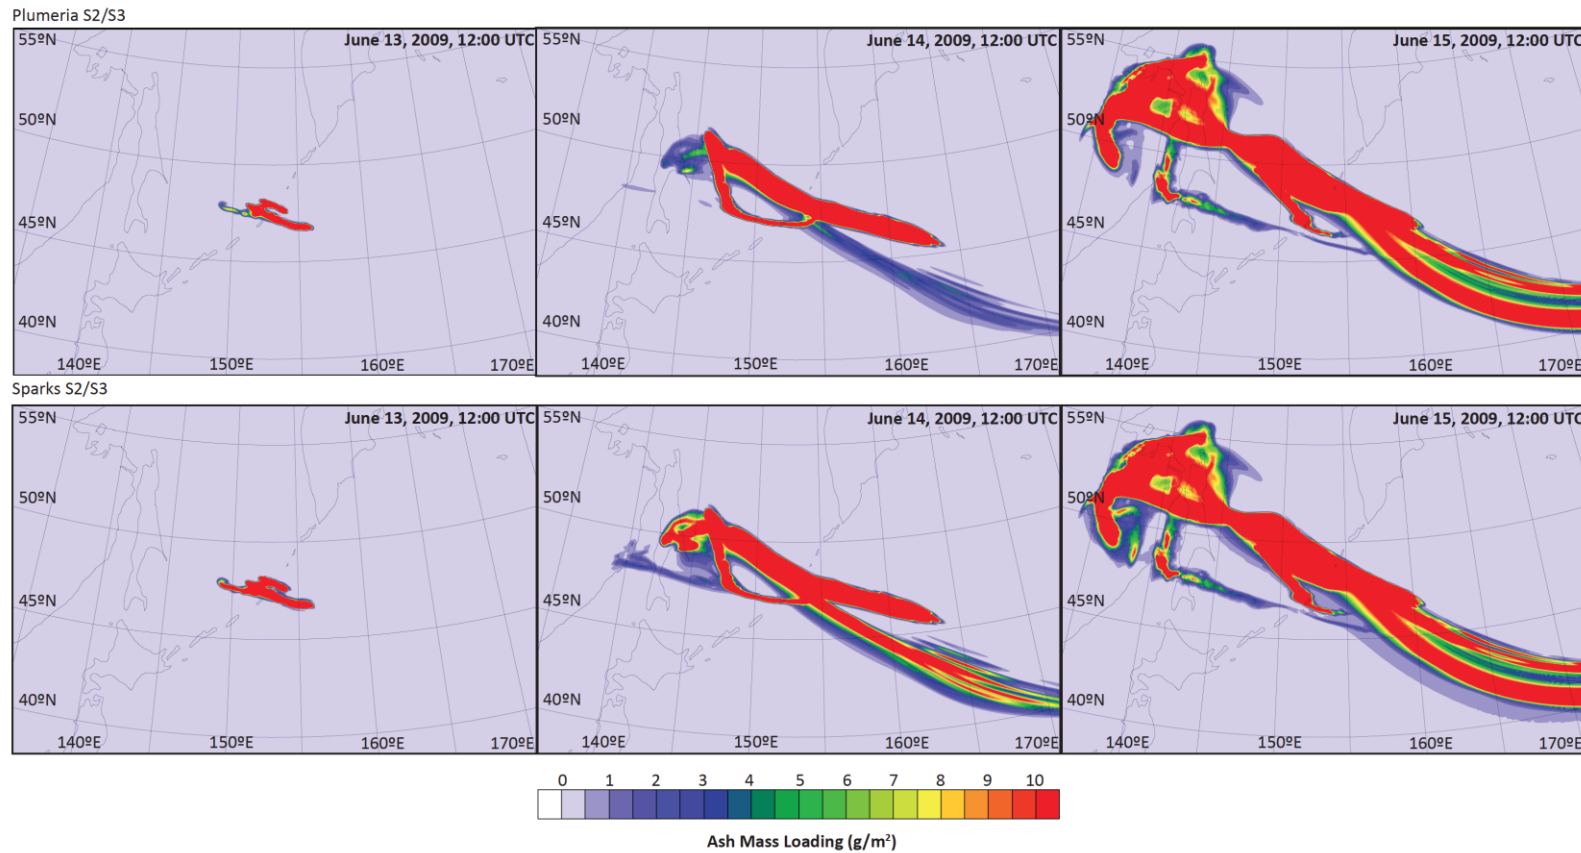 Plumeria S2/S3
55ºN June 13, 2009, 12:00 UTC 55ºN June 14, 2009, 12:00 UTC 55ºN June 15, 2009, 12:00 UTC
50ºN 50ºN 50ºN
45ºN 45ºN 45ºN
40ºN 40ºN 40ºN
140ºE 150ºE 160ºE 170ºE 140ºE 150ºE 160ºE 170ºE 140ºE 150ºE 160ºE 170ºE
Sparks S2/S3
55ºN June 13, 2009, 12:00 UTC 55ºN June 14, 2009, 12:00 UTC 55ºN June 15, 2009, 12:00 UTC
50ºN 50ºN 50ºN
45ºN 45ºN 45ºN
40ºN 40ºN 40ºN
140ºE 150ºE 160ºE 170ºE 140ºE 150ºE 160ºE 170ºE 140ºE 150ºE 160ºE 170ºE
0 1 2 3 4 5 6 7 8 9 10
Ash Mass Loading (g/m²)